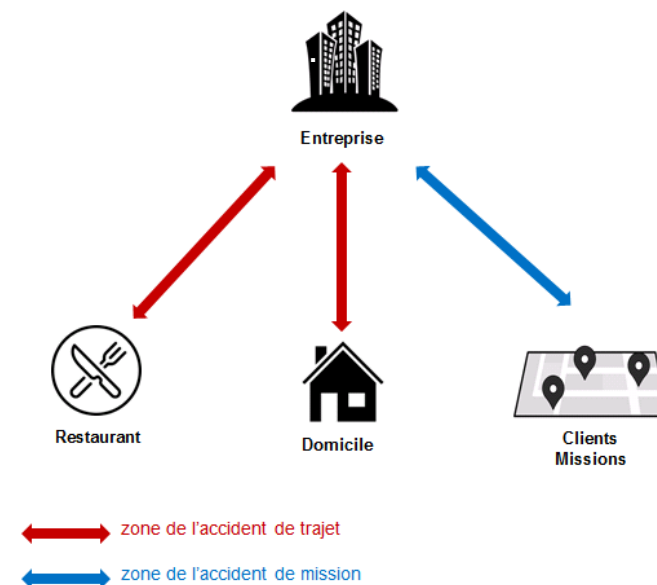 Entreprise
Restaurant
Domicile
Clients
Missions
zone de l'accident de trajet
zone de l'accident de mission